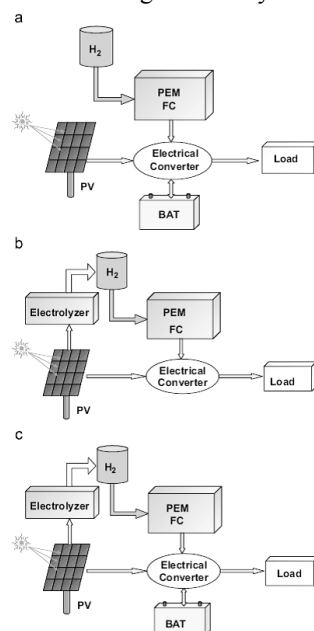 a
H2
PEM
FC
Electrical
Converter
Load
PV
BAT
b
H2
Electrolyzer
PEM
FC
Electrical
Converter
Load
PV
c
H2
Electrolyzer
PEM
FC
Electrical
Converter
Load
PV
BAT